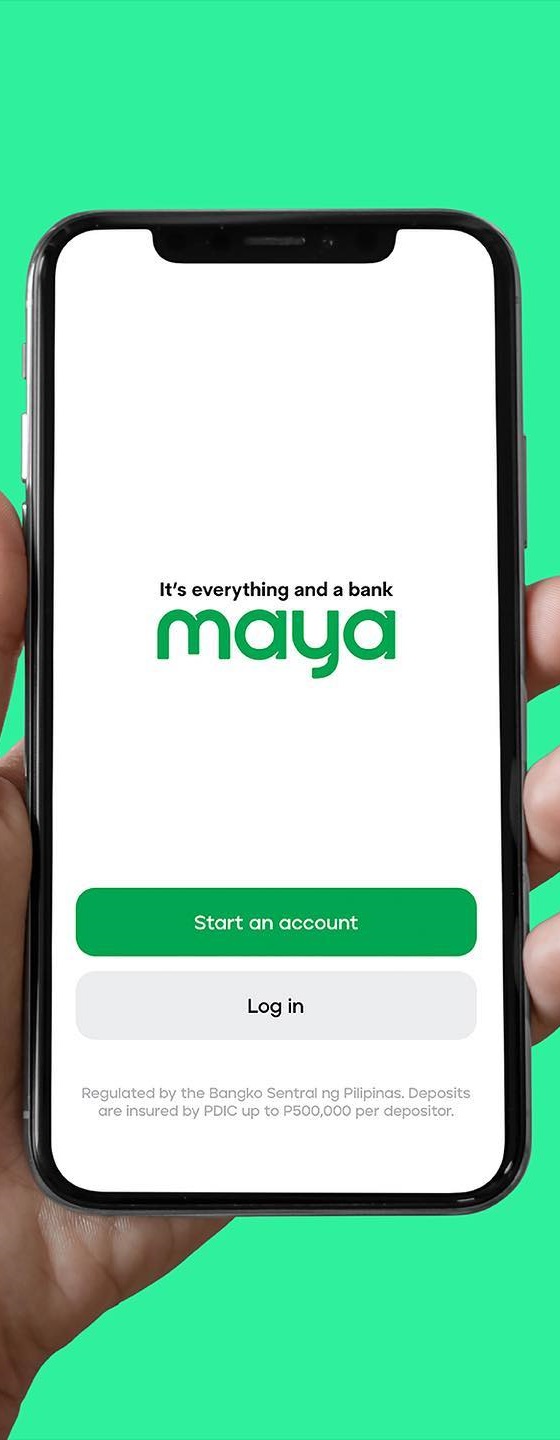 It's everything and a bank
maya
Start an account
Log in
Regulated by the Bangko Sentral ng Pilipinas. Deposits
are insured by PDIC up to P500,000 per depositor.